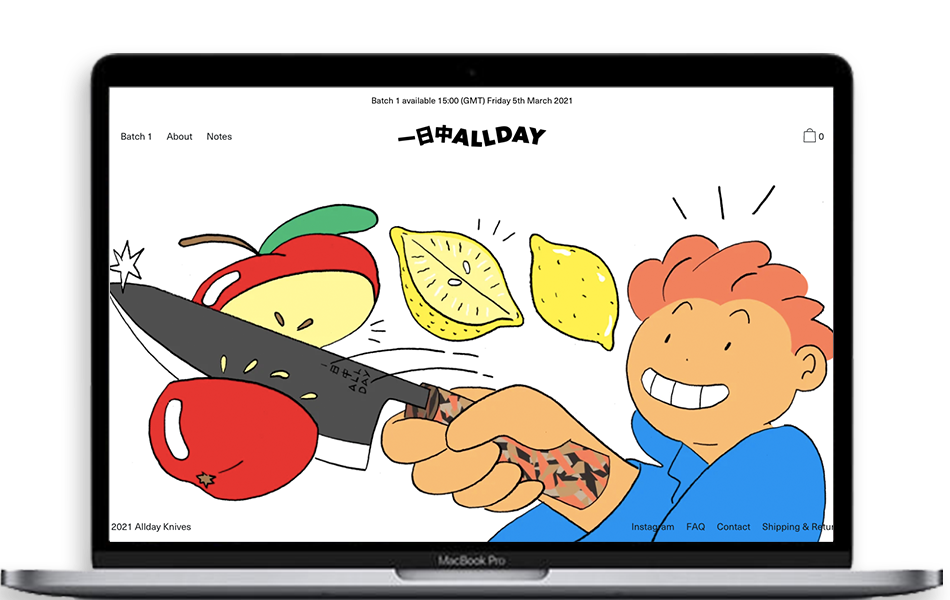 Batch 1 available 15:00 (GMT) Friday 5th March 2021
Batch 1 About Notes
一日中ALLDAY
0
一日中
ALL
DAY
2021 Allday Knives
Instagram FAQ Contact Shipping & Retur
MacBook Pro